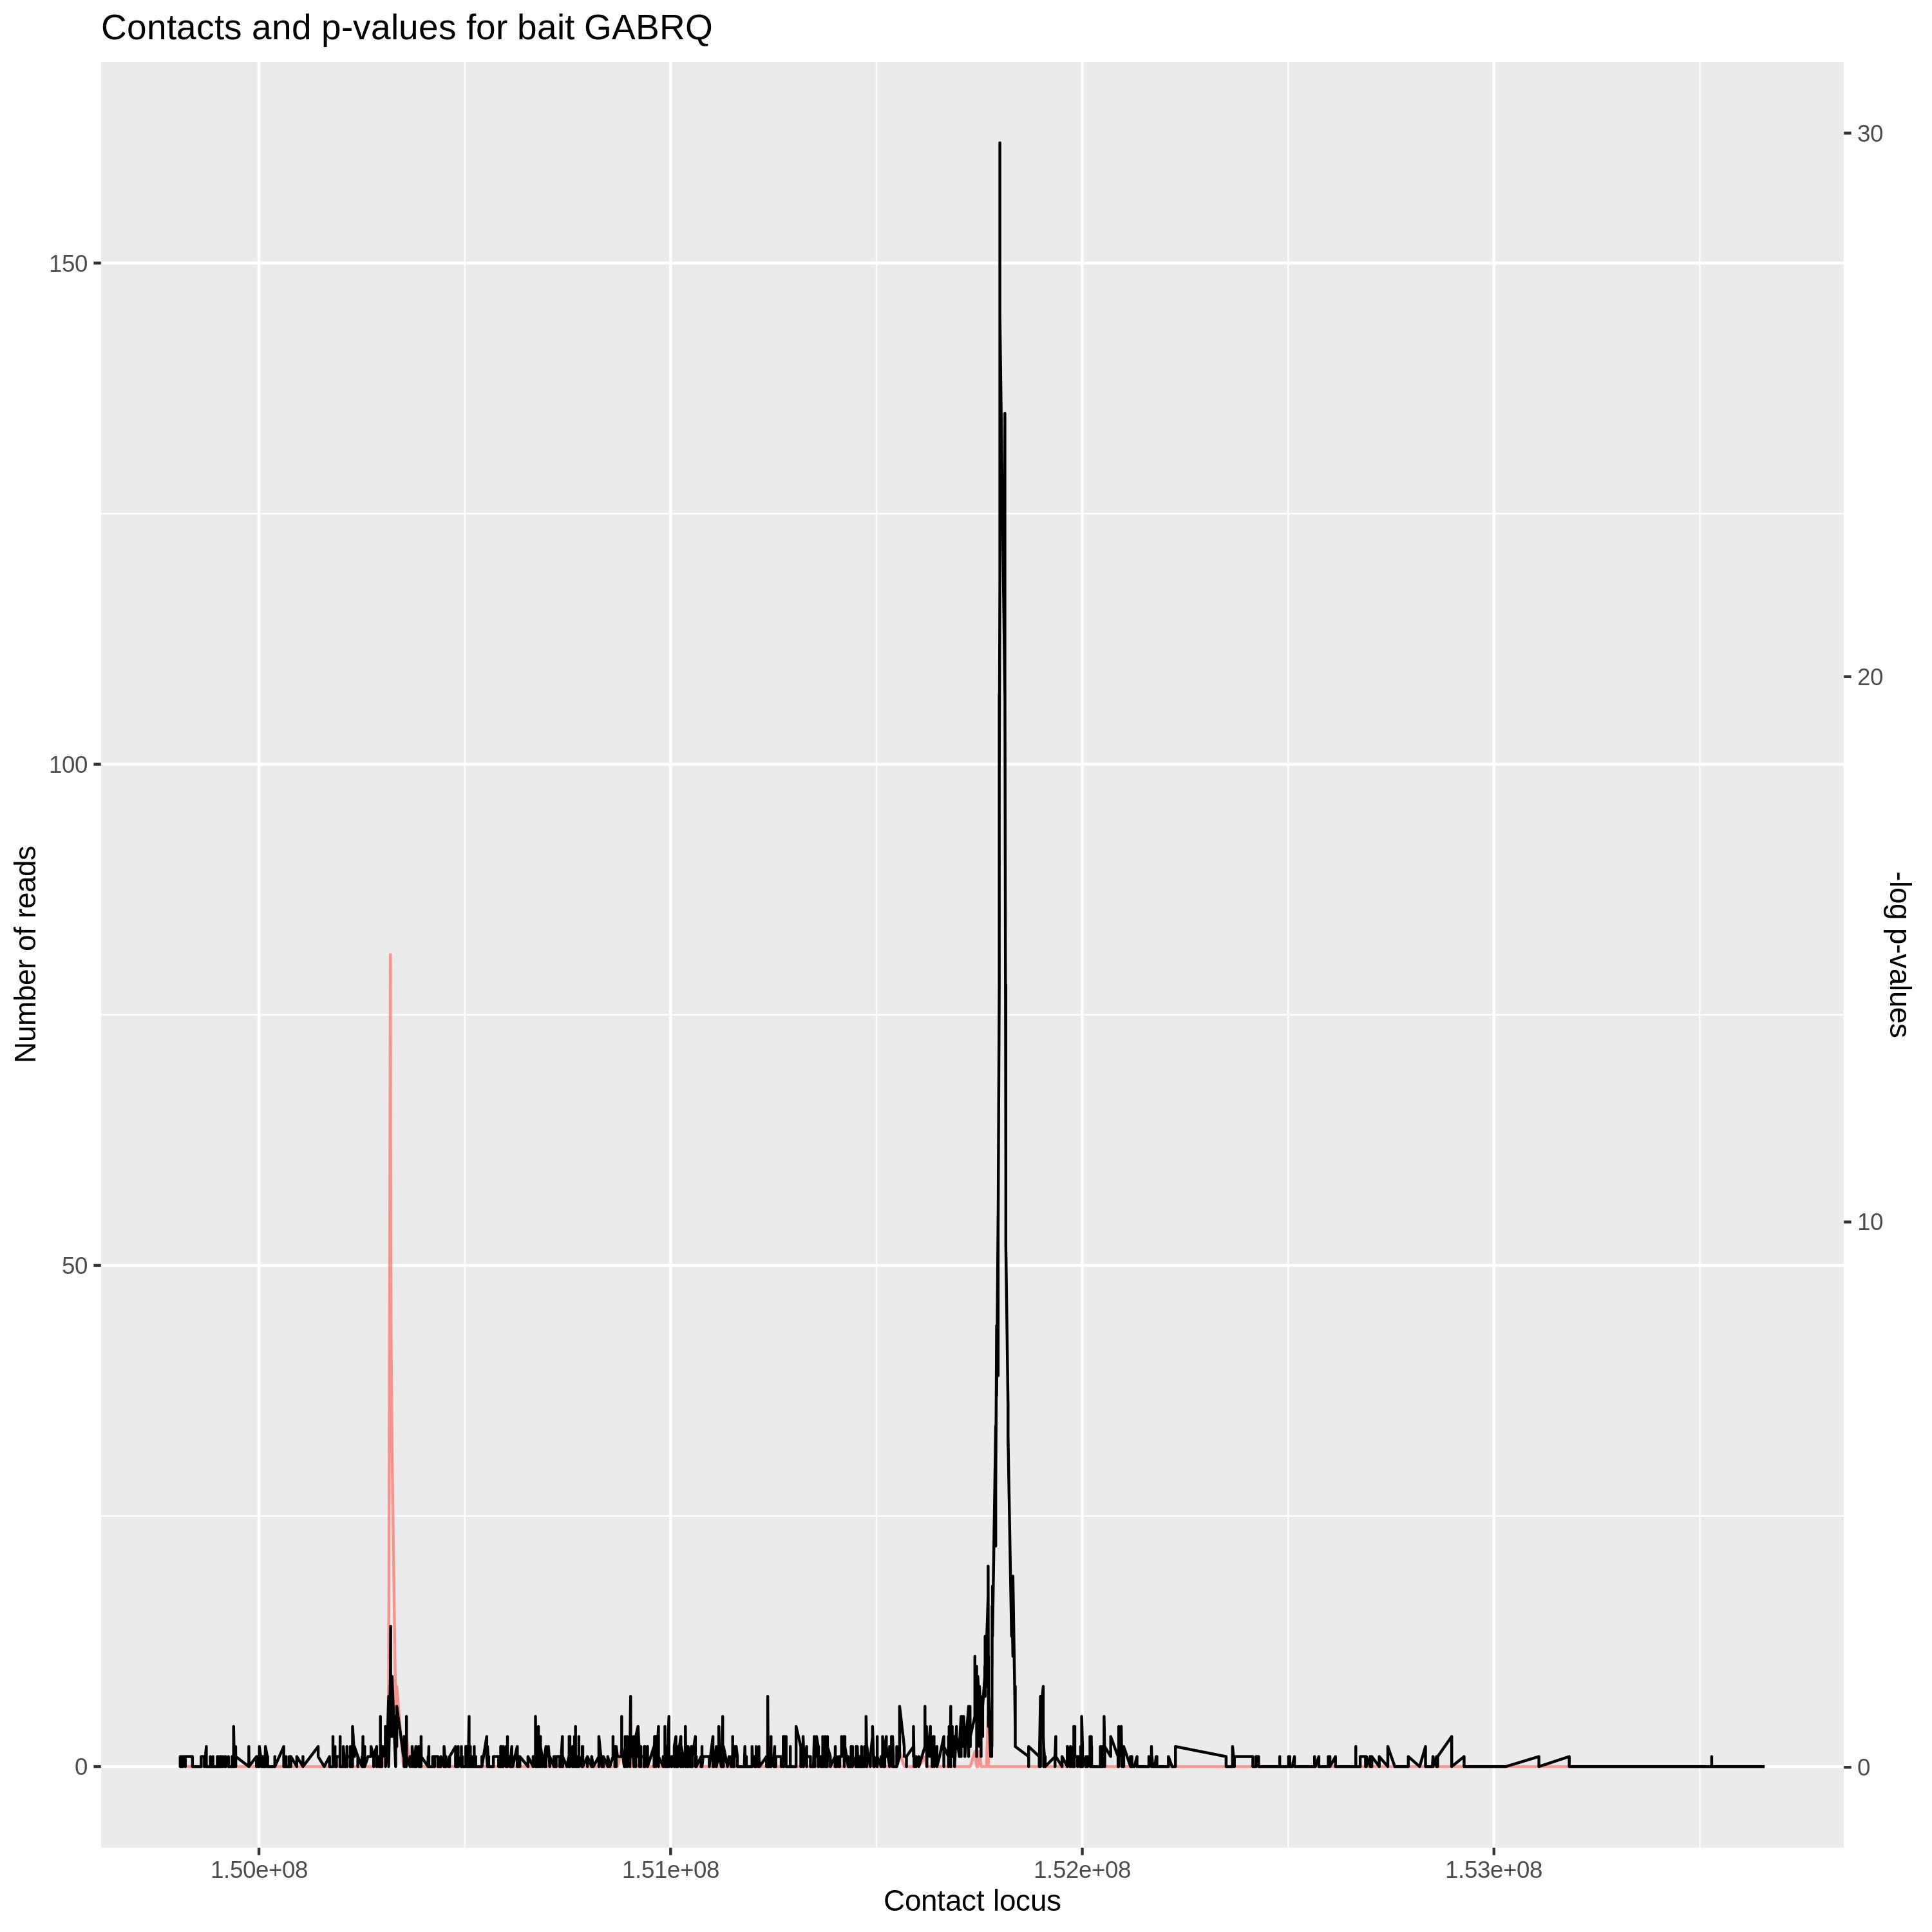 Contacts and p-values for bait GABRQ
150
100
50
0
30
20
10
0
Number of reads
-log p-values
1.50e+08
1.51e+08
1.52e+08
1.53e+08
Contact locus